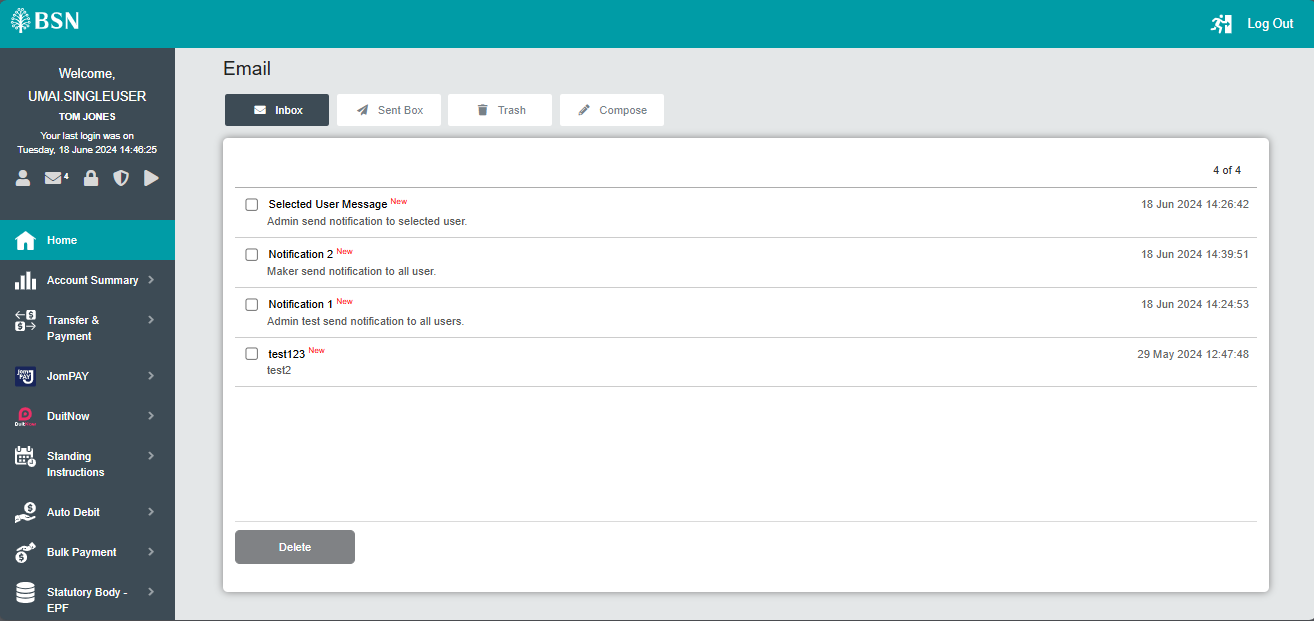 BSN
Log Out
Welcome,
UMAI.SINGLEUSER
TOM JONES
Your last login was on
Tuesday, 18 June 2024 14:46:25
4
Home
Account Summary
Transfer &
Payment
JomPAY
DuitNow
Standing
Instructions
Auto Debit
Bulk Payment
Statutory Body -
EPF
Email
Inbox
Sent Box
Trash
Compose
4 of 4
Selected User Message New
18 Jun 2024 14:26:42
Admin send notification to selected user.
Notification 2 New
18 Jun 2024 14:39:51
Maker send notification to all user.
Notification 1 New
18 Jun 2024 14:24:53
Admin test send notification to all users.
test123 New
29 May 2024 12:47:48
test2
Delete